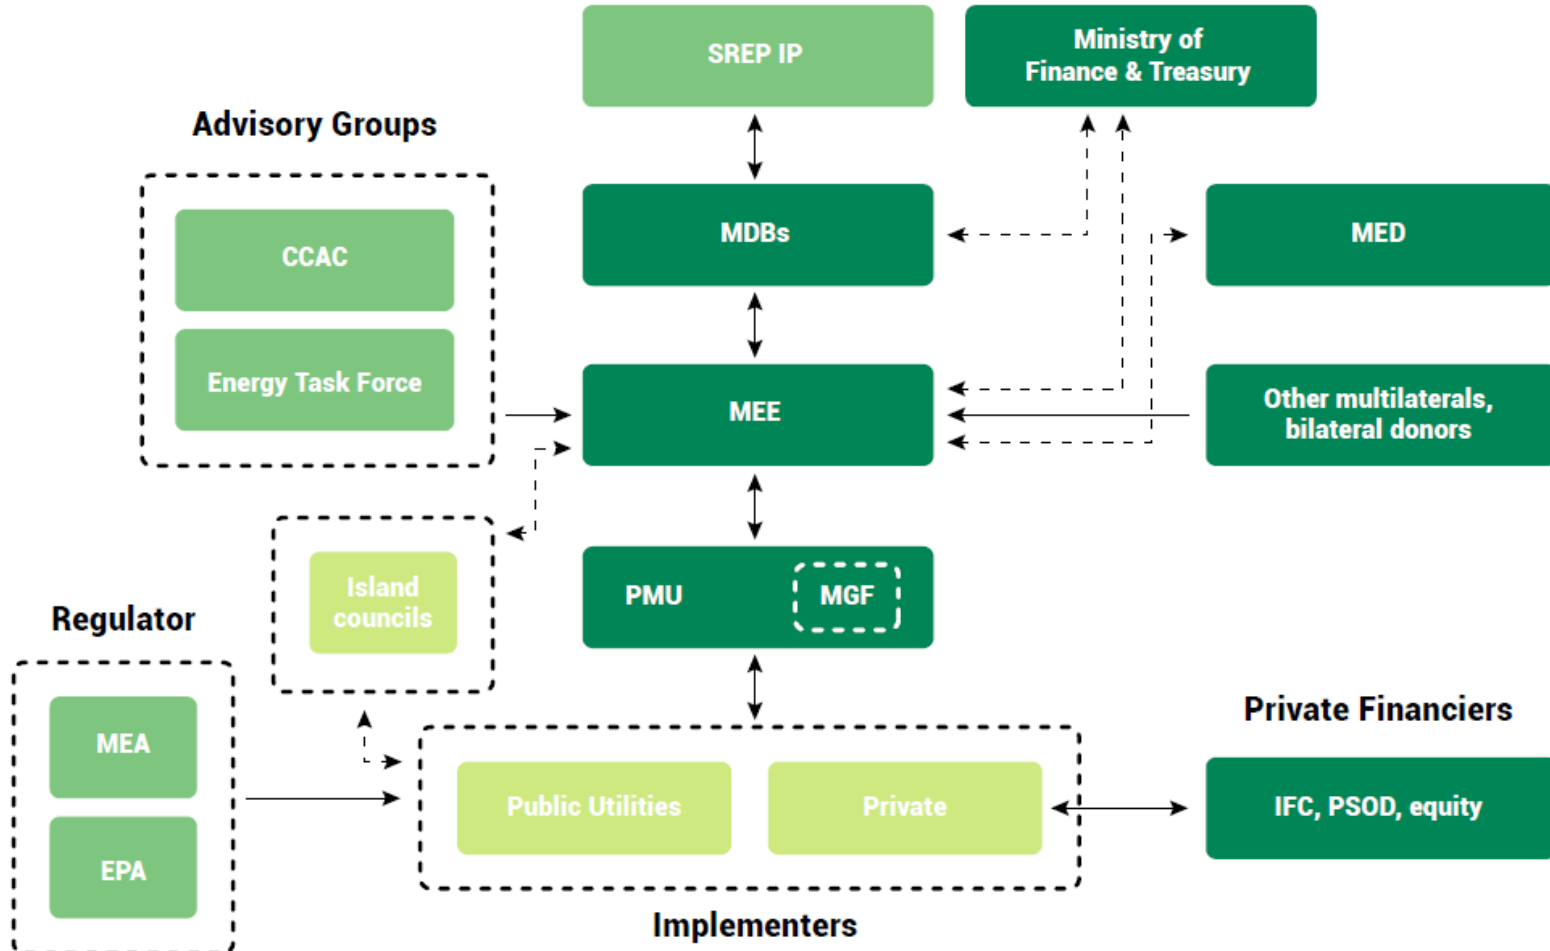 SREP IP
Ministry of
Finance & Treasury
Advisory Groups
CCAC
MDBs
MED
Energy Task Force
MEE
Other multilaterals,
bilateral donors
Island
councils
PMU
MGF
Regulator
MEA
EPA
Public Utilities
Private
Private Financiers
IFC, PSOD, equity
Implementers